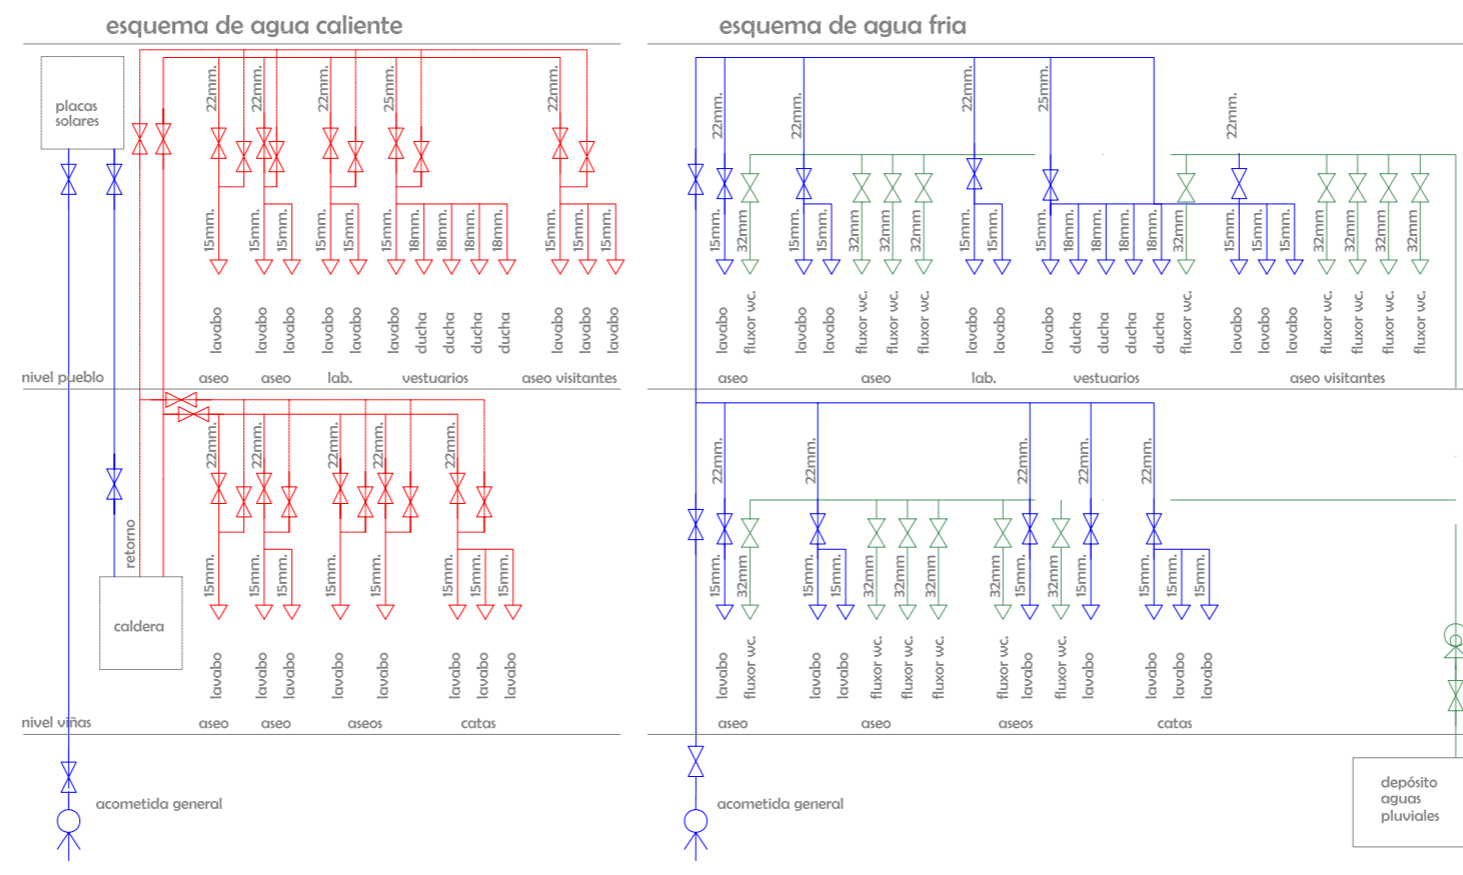 esquema de agua caliente
esquema de agua fria
placas
solares
22mm.
22mm.
22mm.
25mm.
22mm.
15mm.
15mm.
15mm.
15mm.
15mm.
15mm.
18mm.
18mm.
18mm.
18mm.
15mm.
15mm.
15mm.
lavabo
lavabo
lavabo
lavabo
lavabo
lavabo
ducha
ducha
ducha
ducha
lavabo
lavabo
lavabo
nivel pueblo
aseo
aseo
lab.
vestuarios
aseo visitantes
22mm.
22mm.
22mm.
25mm.
22mm.
15mm.
32mm
15mm.
15mm.
32mm
32mm
32mm
15mm.
15mm.
15mm.
18mm.
18mm.
18mm.
18mm.
32mm
15mm.
15mm.
15mm.
32mm
32mm
32mm
32mm
lavabo
fluxor wc.
lavabo
lavabo
fluxor wc.
fluxor wc.
fluxor wc.
lavabo
lavabo
lavabo
ducha
ducha
ducha
ducha
fluxor wc.
lavabo
lavabo
lavabo
fluxor wc.
fluxor wc.
fluxor wc.
fluxor wc.
aseo
aseo
lab.
vestuarios
aseo visitantes
retorno
caldera
22mm.
22mm.
22mm.
22mm.
22mm.
15mm.
15mm.
15mm.
15mm.
15mm.
15mm.
15mm.
15mm.
lavabo
lavabo
lavabo
lavabo
lavabo
lavabo
lavabo
lavabo
nivel viñas
aseo
aseo
aseos
catas
22mm.
22mm.
22mm.
22mm.
22mm.
15mm.
32mm
15mm.
15mm.
32mm
32mm
32mm
32mm
15mm.
32mm
15mm.
15mm.
15mm.
15mm.
lavabo
fluxor wc.
lavabo
lavabo
fluxor wc.
fluxor wc.
fluxor wc.
fluxor wc.
lavabo
fluxor wc.
lavabo
lavabo
lavabo
lavabo
aseo
aseo
aseos
catas
acometida general
acometida general
depósito
aguas
pluviales